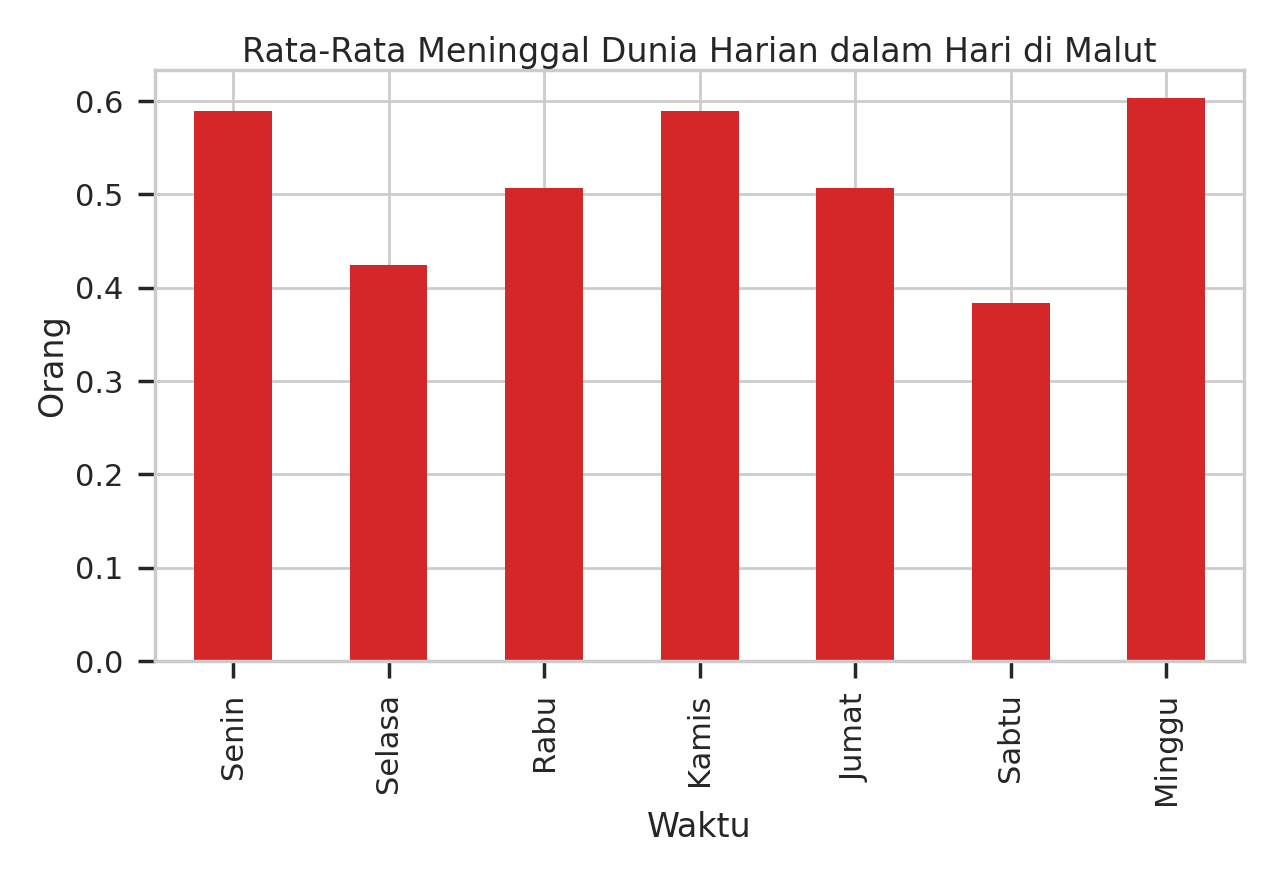 Rata-Rata Meninggal Dunia Harian dalam Hari di Malut
0.6
0.5
0.4
0.3
0.2
0.1
0.0
Orang
Senin
Selasa
Rabu
Kamis
Jumat
Sabtu
Minggu
Waktu